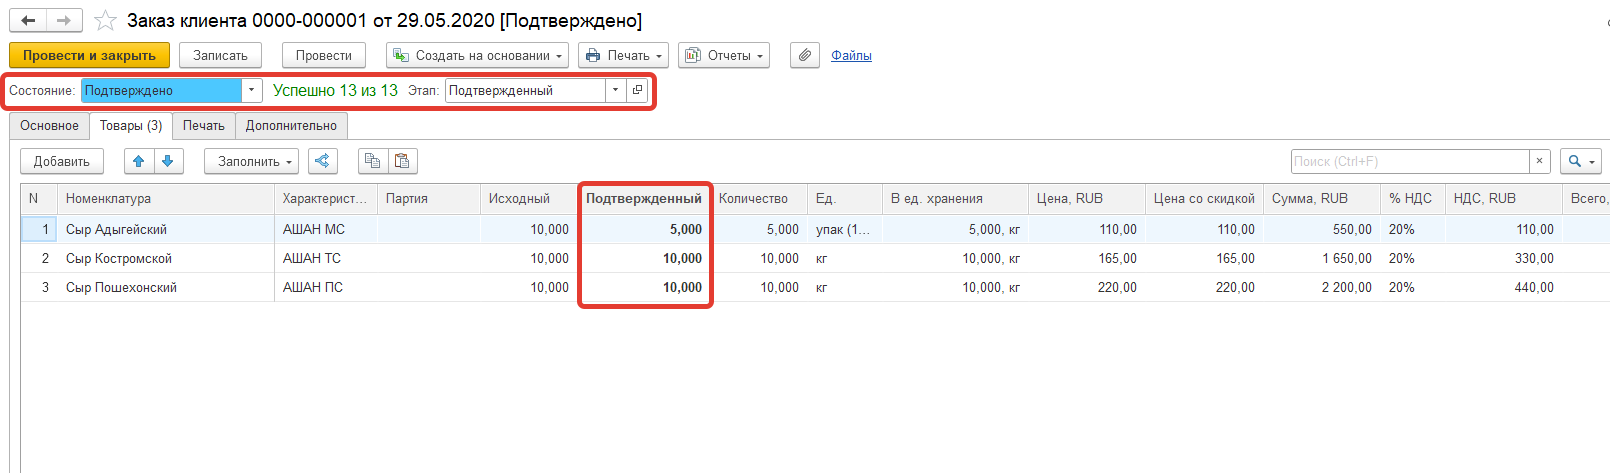 Заказ клиента 0000-000001 от 29.05.2020 [Подтверждено]
Провести и закрыть Записать Провести Создать на основании Печать Отчеты Файлы
Состояние: Подтверждено Успешно 13 из 13 Этап: Подтвержденный
Основное Товары (3) Печать Дополнительно
Добавить Заполнить Поиск (Ctrl+F) ×
N Номенклатура Характерист... Партия Исходный Подтвержденный Количество Ед. В ед. хранения Цена, RUB Цена со скидкой Сумма, RUB % НДС НДС, RUB Всего,
1 Сыр Адыгейский АШАН МС 10,000 5,000 5,000 упак (1... 5,000, кг 110,00 110,00 550,00 20% 110,00
2 Сыр Костромской АШАН ТС 10,000 10,000 10,000 кг 10,000, кг 165,00 165,00 1 650,00 20% 330,00
3 Сыр Пошехонский АШАН ПС 10,000 10,000 10,000 кг 10,000, кг 220,00 220,00 2 200,00 20% 440,00